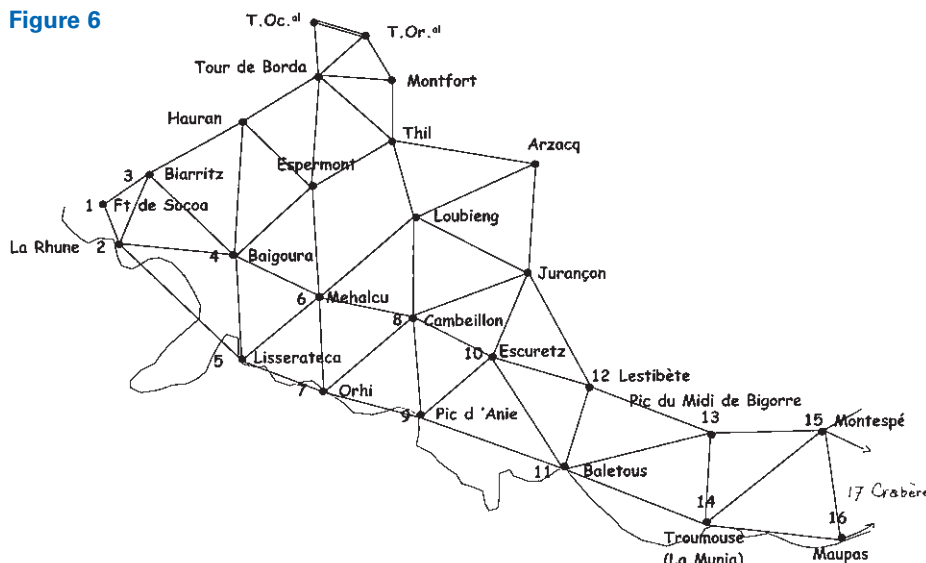 Figure 6
T.Oc.al
T.Or.al
Tour de Borda
Montfort
Hauran
Thil
Arzacq
Espermont
3 Biarritz
1 Ft de Socoa
Loubieng
La Rhune 2
4 Baigoura
Jurançon
6 Mehalcu
8 Cambeillon
5 Lisserateca
10 Escuretz
12 Lestibète
7 Orhi
Pic du Midi de Bigorre
9 Pic d'Anie
13
15 Montespé
11 Baletous
17 Crabère
14
16
Troumouse
(La Munia)
Maupas